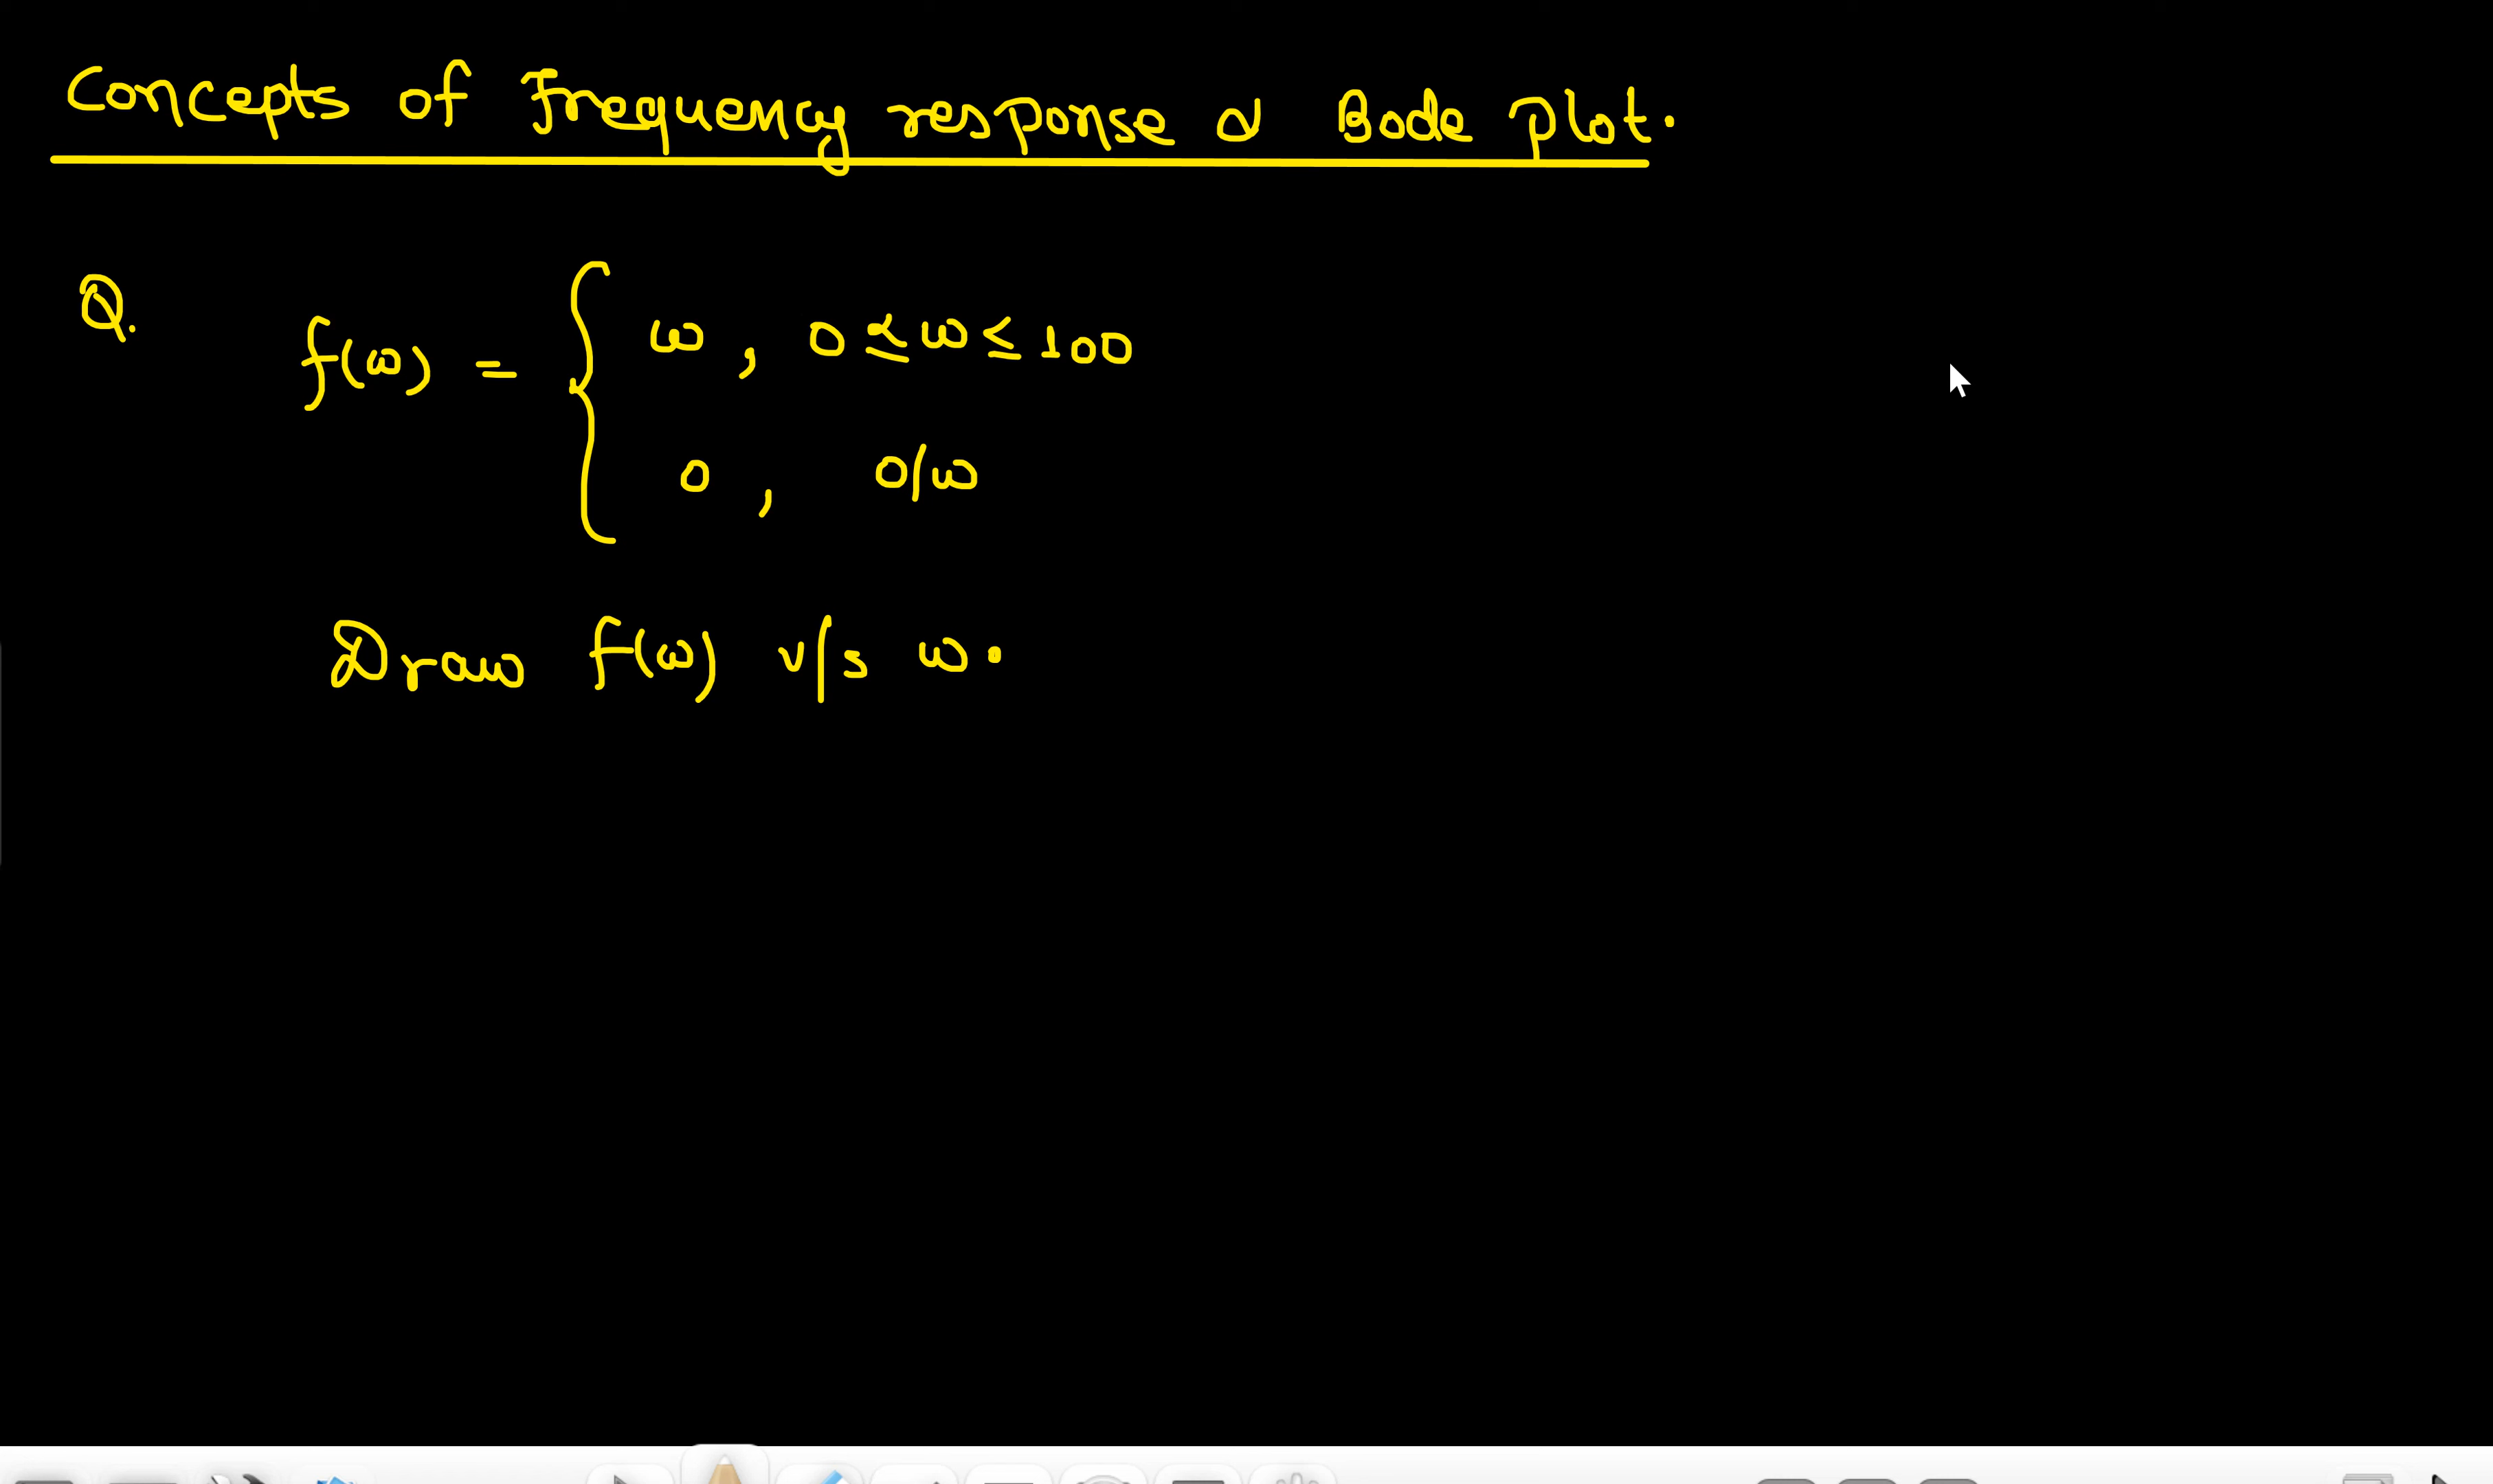 Concepts of Frequency response & Bode plot.
Q. f(ω) = { ω , 0 ≤ ω ≤ 100
0 , o/ω
Draw f(ω) v/s ω.